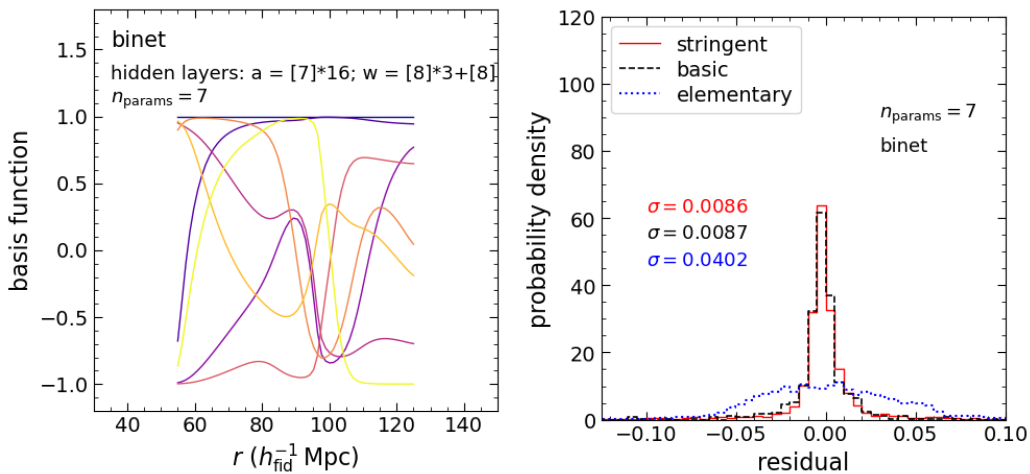 binet
hidden layers: a = [7]*16; w = [8]*3+[8]
n_params = 7
1.5
1.0
0.5
0.0
−0.5
−1.0
basis function
40 60 80 100 120 140
r (h_fid^{-1} Mpc)
120
100
80
60
40
20
0
probability density
stringent
basic
elementary
n_params = 7
binet
σ = 0.0086
σ = 0.0087
σ = 0.0402
−0.10 −0.05 0.00 0.05 0.10
residual